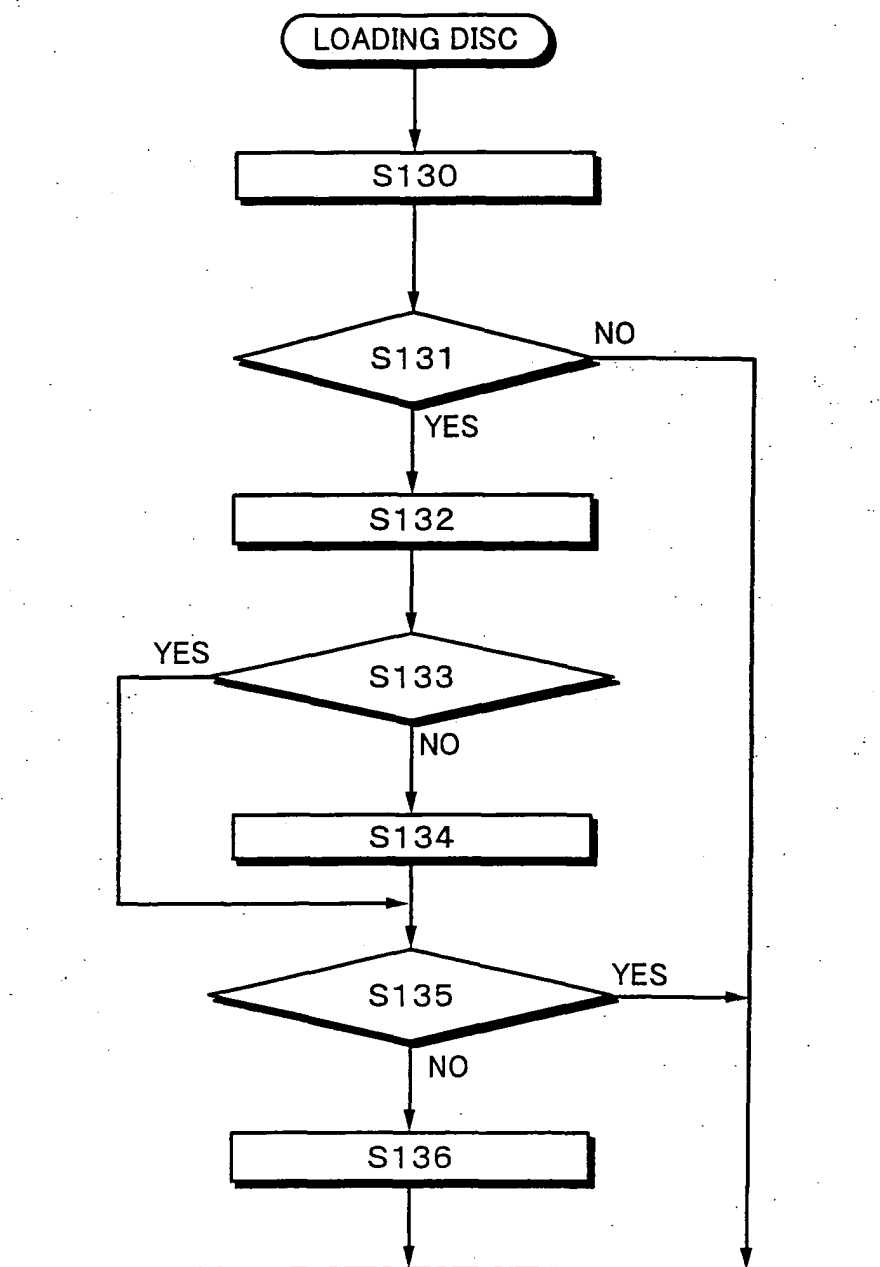 LOADING DISC
S130
S131
NO
YES
S132
YES
S133
NO
S134
S135
YES
NO
S136